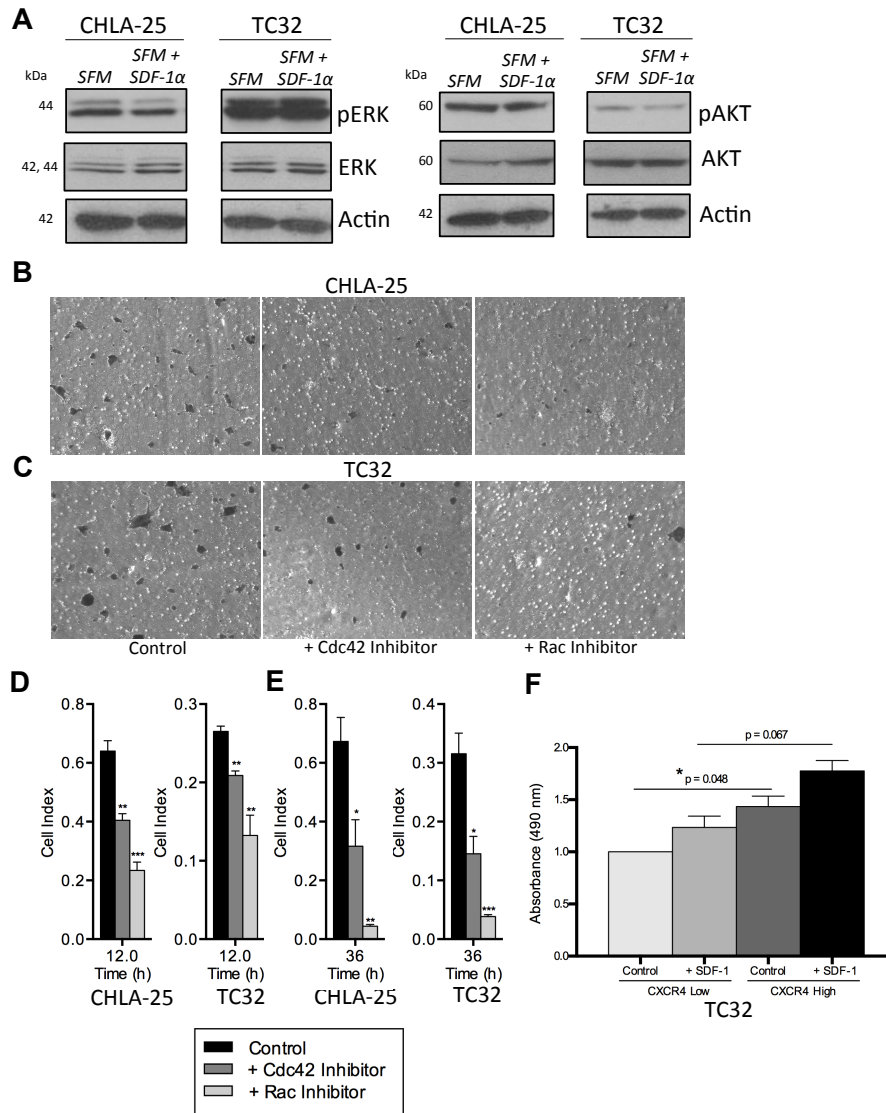 A
CHLA-25 TC32 CHLA-25 TC32
kDa SFM SFM + SDF-1α SFM SFM + SDF-1α kDa SFM SFM + SDF-1α SFM SFM + SDF-1α
44 pERK 60 pAKT
42, 44 ERK 60 AKT
42 Actin 42 Actin
B
CHLA-25
C
TC32
Control + Cdc42 Inhibitor + Rac Inhibitor
D
Cell Index
0.8
0.6
0.4
0.2
0.0
**
***
12.0
Time (h)
CHLA-25
Cell Index
0.3
0.2
0.1
0.0
**
**
12.0
Time (h)
TC32
E
Cell Index
0.8
0.6
0.4
0.2
0.0
*
**
36
Time (h)
CHLA-25
Cell Index
0.4
0.3
0.2
0.1
0.0
*
***
36
Time (h)
TC32
F
Absorbance (490 nm)
2.0
1.5
1.0
0.5
0.0
p = 0.067
* p = 0.048
Control + SDF-1 Control + SDF-1
CXCR4 Low CXCR4 High
TC32
Control
+ Cdc42 Inhibitor
+ Rac Inhibitor